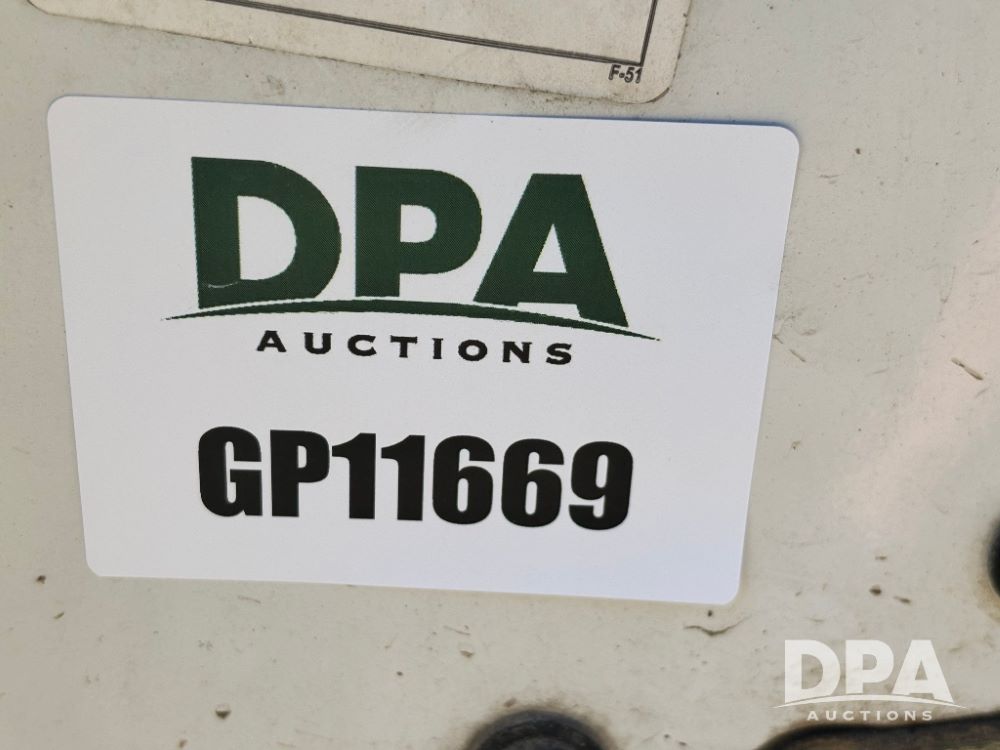 F-51
DPA
AUCTIONS
GP11669
DPA
AUCTIONS